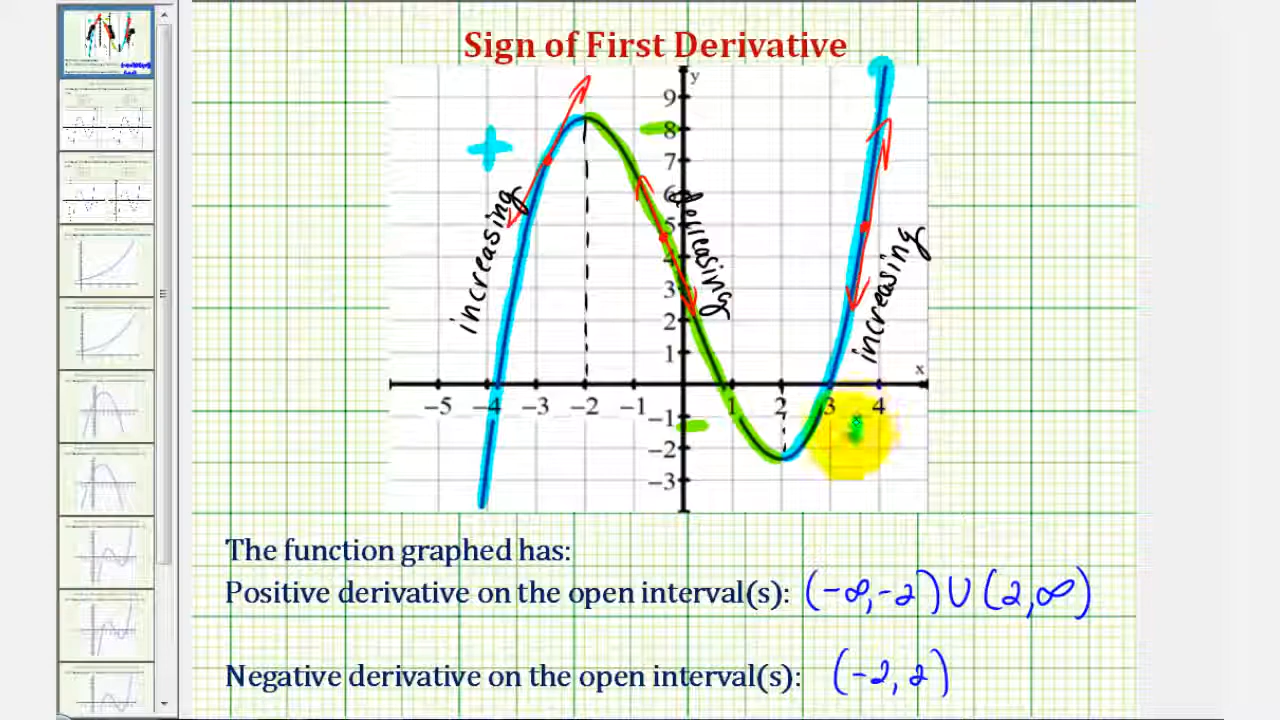 Sign of First Derivative
y
9
8
7
6
5
4
3
2
1
x
−5 −4 −3 −2 −1 1 2 3 4
−1
−2
−3
+
increasing
decreasing
increasing
The function graphed has:
Positive derivative on the open interval(s): (-∞,-2)∪(2,∞)
Negative derivative on the open interval(s): (-2,2)